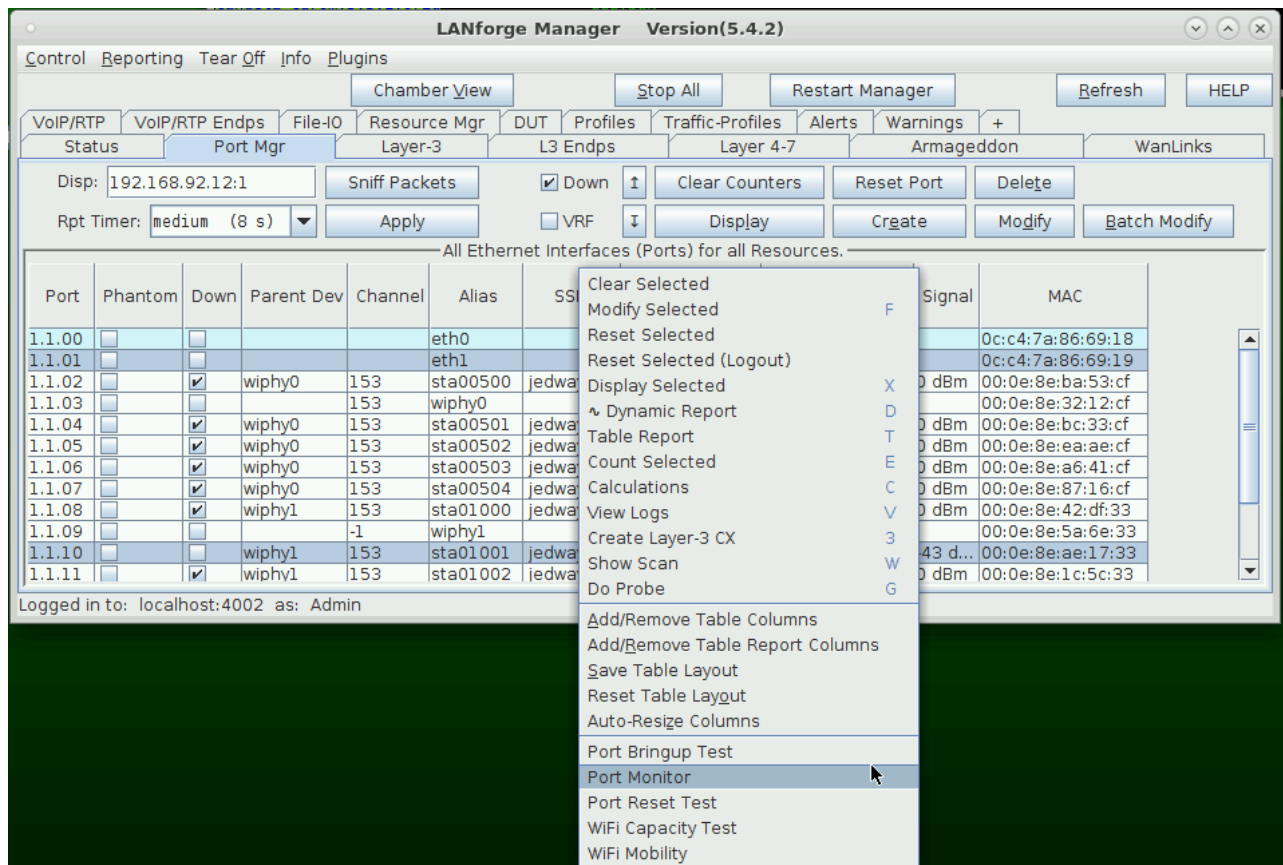 LANforge Manager Version(5.4.2)
Control Reporting Tear Off Info Plugins
Chamber View Stop All Restart Manager Refresh HELP
VoIP/RTP VoIP/RTP Endps File-IO Resource Mgr DUT Profiles Traffic-Profiles Alerts Warnings +
Status Port Mgr Layer-3 L3 Endps Layer 4-7 Armageddon WanLinks
Disp: 192.168.92.12:1 Sniff Packets Down Clear Counters Reset Port Delete
Rpt Timer: medium (8 s) Apply VRF Display Create Modify Batch Modify
All Ethernet Interfaces (Ports) for all Resources.
Port Phantom Down Parent Dev Channel Alias Signal MAC
1.1.00 eth0 0c:c4:7a:86:69:18
1.1.01 eth1 0c:c4:7a:86:69:19
1.1.02 wiphy0 153 sta00500 dBm 00:0e:8e:ba:53:cf
1.1.03 153 wiphy0 00:0e:8e:32:12:cf
1.1.04 wiphy0 153 sta00501 dBm 00:0e:8e:bc:33:cf
1.1.05 wiphy0 153 sta00502 dBm 00:0e:8e:ea:ae:cf
1.1.06 wiphy0 153 sta00503 dBm 00:0e:8e:a6:41:cf
1.1.07 wiphy0 153 sta00504 dBm 00:0e:8e:87:16:cf
1.1.08 wiphy1 153 sta01000 dBm 00:0e:8e:42:df:33
1.1.09 -1 wiphy1 00:0e:8e:5a:6e:33
1.1.10 wiphy1 153 sta01001 43 d... 00:0e:8e:ae:17:33
1.1.11 wiphy1 153 sta01002 dBm 00:0e:8e:1c:5c:33
Logged in to: localhost:4002 as: Admin
Clear Selected
Modify Selected F
Reset Selected
Reset Selected (Logout)
Display Selected X
Dynamic Report D
Table Report T
Count Selected E
Calculations C
View Logs V
Create Layer-3 CX 3
Show Scan W
Do Probe G
Add/Remove Table Columns
Add/Remove Table Report Columns
Save Table Layout
Reset Table Layout
Auto-Resize Columns
Port Bringup Test
Port Monitor
Port Reset Test
WiFi Capacity Test
WiFi Mobility